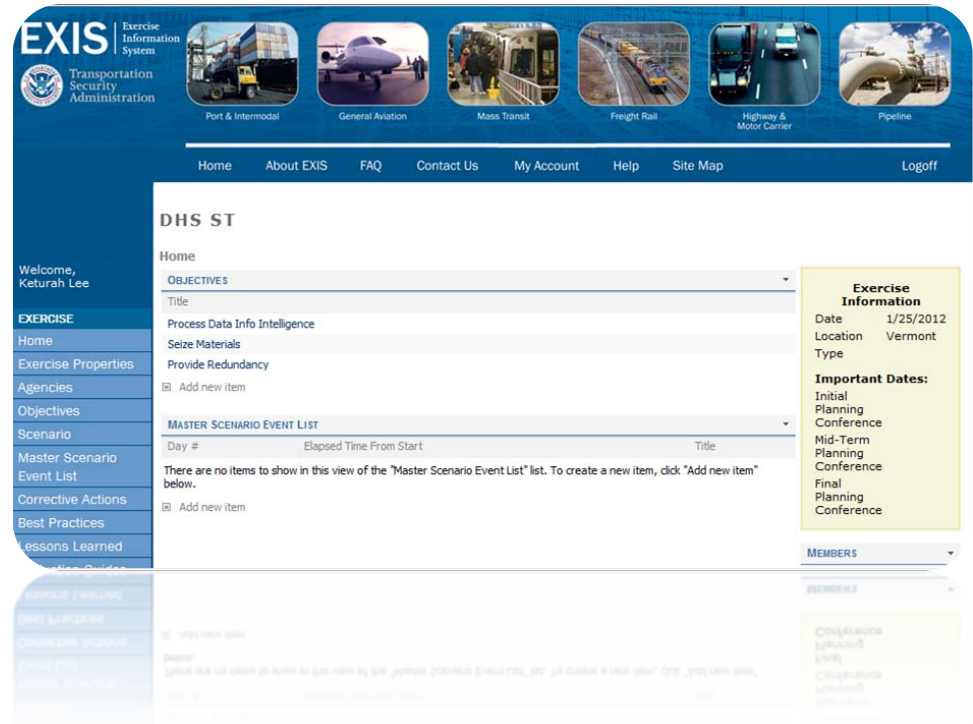 EXIS
Exercise
Information
System
Transportation
Security
Administration
Port & Intermodal
General Aviation
Mass Transit
Freight Rail
Highway &
Motor Carrier
Pipeline
Home About EXIS FAQ Contact Us My Account Help Site Map Logoff
DHS ST
Home
Welcome,
Keturah Lee
EXERCISE
Home
Exercise Properties
Agencies
Objectives
Scenario
Master Scenario
Event List
Corrective Actions
Best Practices
Lessons Learned
OBJECTIVES
Title
Process Data Info Intelligence
Seize Materials
Provide Redundancy
Add new item
MASTER SCENARIO EVENT LIST
Day # Elapsed Time From Start Title
There are no items to show in this view of the "Master Scenario Event List" list. To create a new item, click "Add new item"
below.
Add new item
Exercise
Information
Date 1/25/2012
Location Vermont
Type
Important Dates:
Initial
Planning
Conference
Mid-Term
Planning
Conference
Final
Planning
Conference
MEMBERS